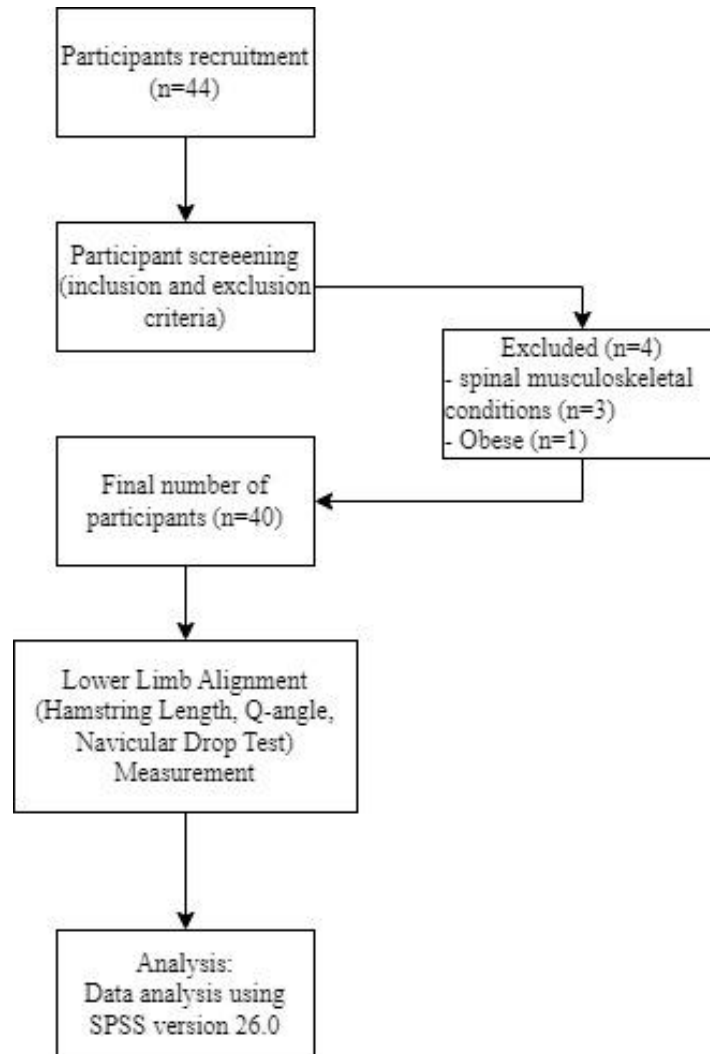 Participants recruitment
(n=44)
Participant screeening
(inclusion and exclusion
criteria)
Excluded (n=4)
- spinal musculoskeletal
conditions (n=3)
- Obese (n=1)
Final number of
participants (n=40)
Lower Limb Alignment
(Hamstring Length, Q-angle,
Navicular Drop Test)
Measurement
Analysis:
Data analysis using
SPSS version 26.0